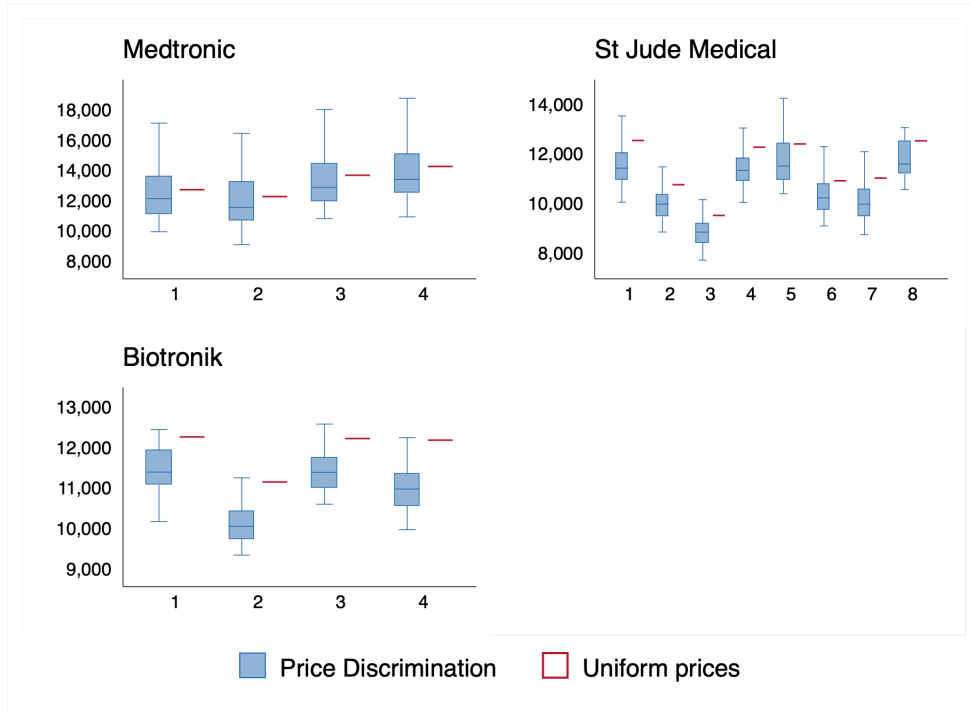 Medtronic
18,000
16,000
14,000
12,000
10,000
8,000
1 2 3 4
St Jude Medical
14,000
12,000
10,000
8,000
1 2 3 4 5 6 7 8
Biotronik
13,000
12,000
11,000
10,000
9,000
1 2 3 4
Price Discrimination Uniform prices